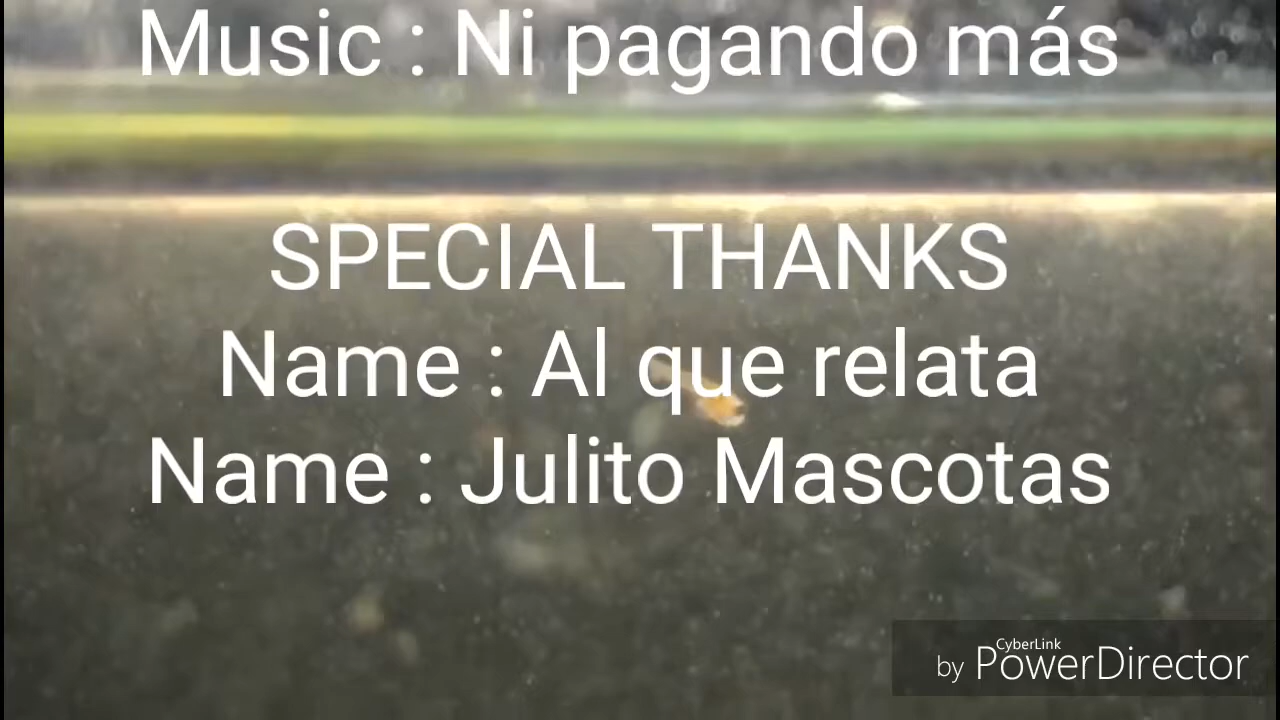 Music : Ni pagando más
SPECIAL THANKS
Name : Al que relata
Name : Julito Mascotas
CyberLink
by PowerDirector